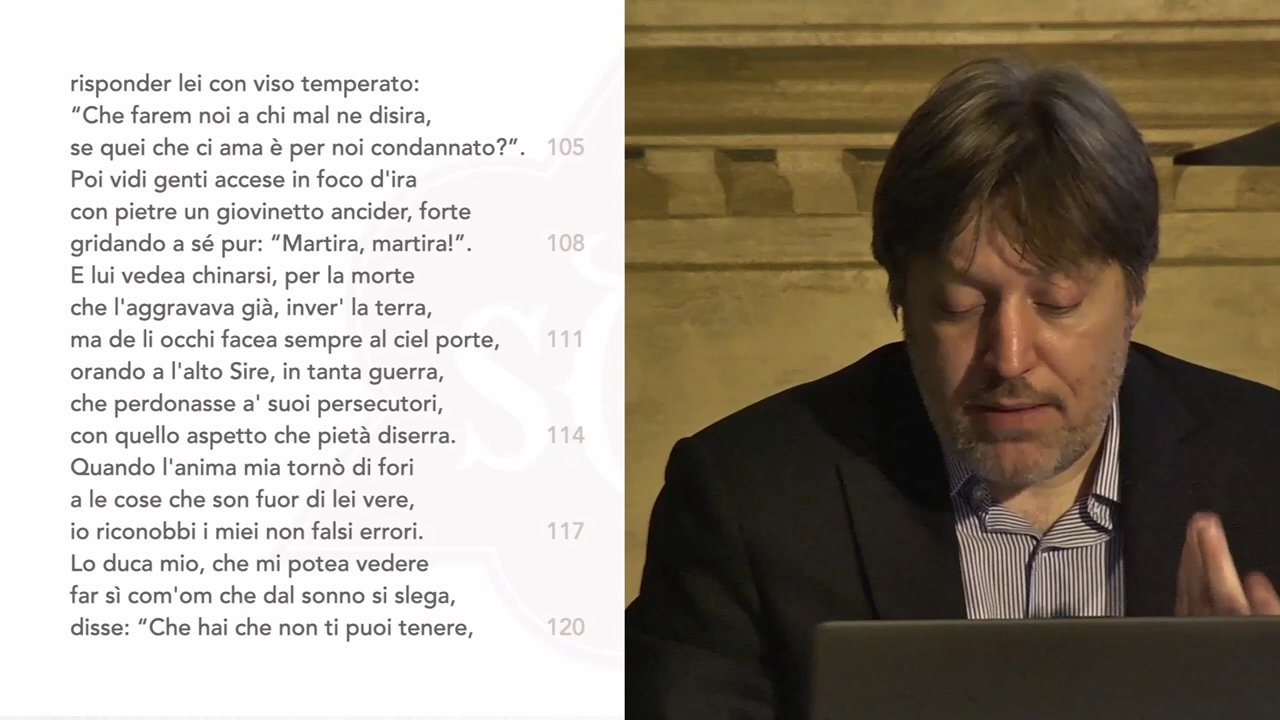 risponder lei con viso temperato:
“Che farem noi a chi mal ne disira,
se quei che ci ama è per noi condannato?”. 105
Poi vidi genti accese in foco d'ira
con pietre un giovinetto ancider, forte
gridando a sé pur: “Martira, martira!”. 108
E lui vedea chinarsi, per la morte
che l'aggravava già, inver' la terra,
ma de li occhi facea sempre al ciel porte, 111
orando a l'alto Sire, in tanta guerra,
che perdonasse a' suoi persecutori,
con quello aspetto che pietà diserra. 114
Quando l'anima mia tornò di fori
a le cose che son fuor di lei vere,
io riconobbi i miei non falsi errori. 117
Lo duca mio, che mi potea vedere
far sì com'om che dal sonno si slega,
disse: “Che hai che non ti puoi tenere, 120